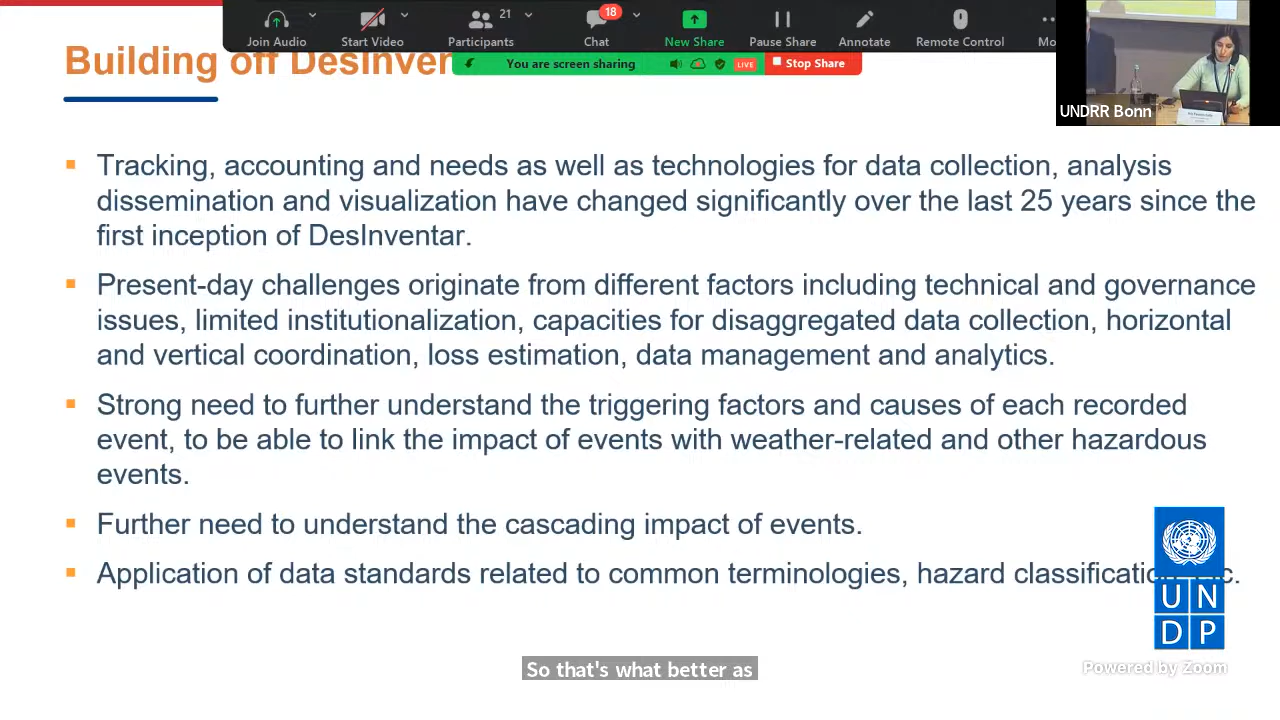 Join Audio
Start Video
21
Participants
18
Chat
New Share
Pause Share
Annotate
Remote Control
Mo
Building off DesInver
You are screen sharing
LIVE
Stop Share
UNDRR Bonn
Tracking, accounting and needs as well as technologies for data collection, analysis
dissemination and visualization have changed significantly over the last 25 years since the
first inception of DesInventar.
Present-day challenges originate from different factors including technical and governance
issues, limited institutionalization, capacities for disaggregated data collection, horizontal
and vertical coordination, loss estimation, data management and analytics.
Strong need to further understand the triggering factors and causes of each recorded
event, to be able to link the impact of events with weather-related and other hazardous
events.
Further need to understand the cascading impact of events.
Application of data standards related to common terminologies, hazard
U N
D P
So that's what better as
Powered by Zoom